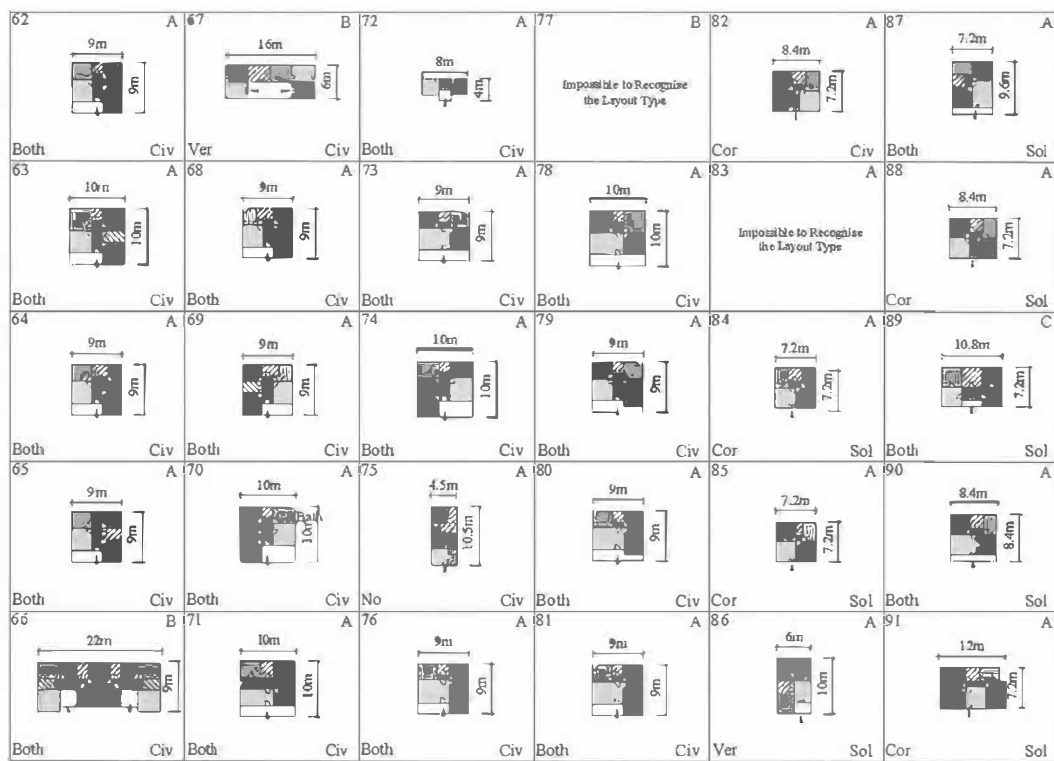 62 A 67 B 72 A 77 B 82 A 87 A
9m 16m 8m 8.4m 7.2m
9m 6m 4m Impossible to Recognise 7.2m 9.6m
the Layout Type
Both Civ Ver Civ Both Civ Cor Civ Both Sol
63 A 68 A 73 A 78 A 83 A 88 A
10m 9m 9m 10m 8.4m
10m 9m 9m 10m Impossible to Recognise 7.2m
the Layout Type
Both Civ Both Civ Both Civ Both Civ Cor Sol
64 A 69 A 74 A 79 A 84 A 89 C
9m 9m 10m 9m 7.2m 10.8m
9m 9m 10m 9m 7.2m 7.2m
Both Civ Both Civ No Civ Both Civ Cor Sol Both Sol
65 A 70 A 75 A 80 A 85 A 90 A
9m 10m 4.5m 9m 7.2m 8.4m
9m 10m 10.5m 9m 7.2m 8.4m
Both Civ Both Civ No Civ Both Civ Cor Sol Both Sol
66 B 71 A 76 A 81 A 86 A 91 A
22m 10m 9m 9m 6m 12m
9m 10m 9m 9m 10m 7.2m
Both Civ Both Civ Both Civ Both Civ Ver Sol Cor Sol